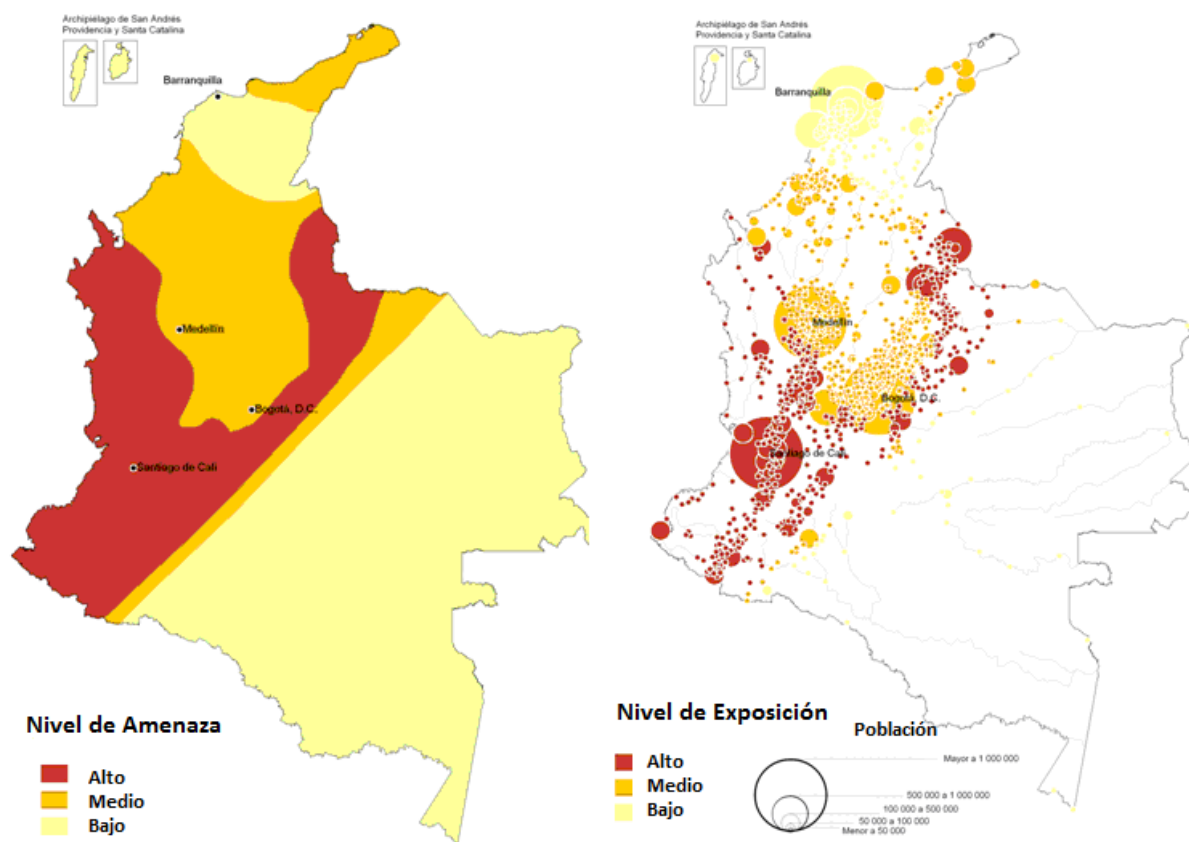 Archipiélago de San Andrés
Providencia y Santa Catalina
Barranquilla
Medellín
Bogotá, D.C.
Santiago de Cali
Nivel de Amenaza
Alto
Medio
Bajo
Archipiélago de San Andrés
Providencia y Santa Catalina
Barranquilla
Medellín
Bogotá, D.C.
Santiago de Cali
Nivel de Exposición
Alto
Medio
Bajo
Población
Mayor a 1 000 000
500 000 a 1 000 000
100 000 a 500 000
50 000 a 100 000
Menor a 50 000